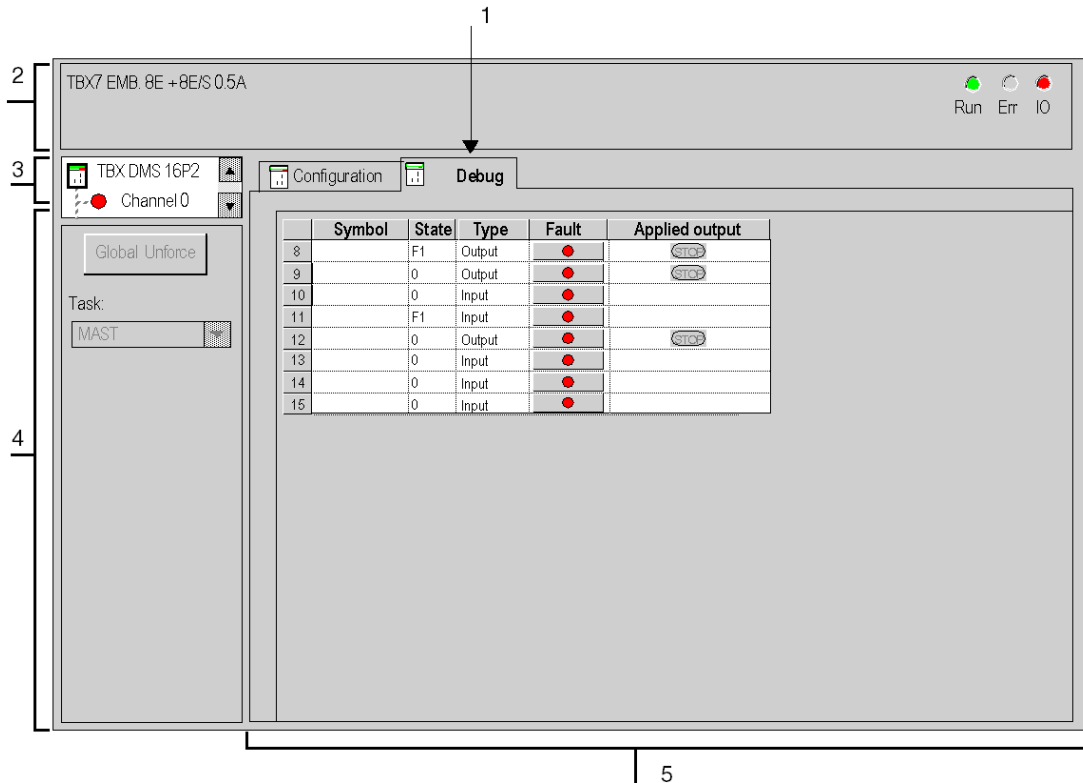 1
2
TBX7 EMB. 8E +8E/S 0.5A
Run Err IO
3
TBX DMS 16P2
Channel 0
Configuration
Debug
4
Global Unforce
Task:
MAST
Symbol State Type Fault Applied output
8 F1 Output STOP
9 0 Output STOP
10 0 Input
11 F1 Input
12 0 Output STOP
13 0 Input
14 0 Input
15 0 Input
5